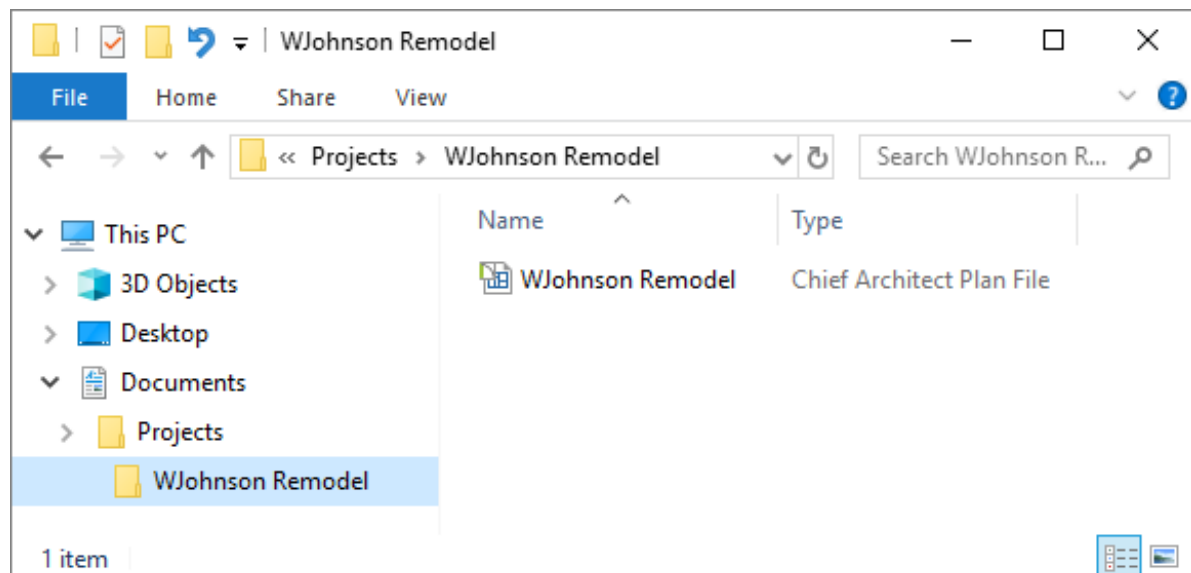 WJohnson Remodel
File Home Share View ?
« Projects > WJohnson Remodel Search WJohnson R...
Name Type
This PC
WJohnson Remodel Chief Architect Plan File
3D Objects
Desktop
Documents
Projects
WJohnson Remodel
1 item